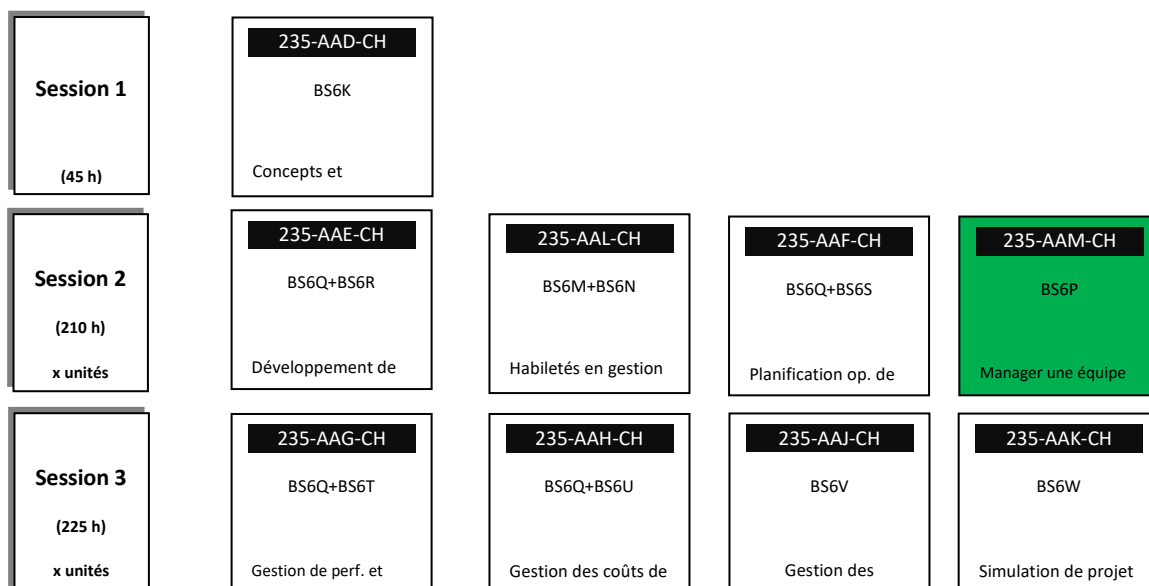 Session 1
(45 h)
235-AAD-CH
BS6K
Concepts et
Session 2
(210 h)
x unités
235-AAE-CH
BS6Q+BS6R
Développement de
235-AAL-CH
BS6M+BS6N
Habiletés en gestion
235-AAF-CH
BS6Q+BS6S
Planification op. de
235-AAM-CH
BS6P
Manager une équipe
Session 3
(225 h)
x unités
235-AAG-CH
BS6Q+BS6T
Gestion de perf. et
235-AAH-CH
BS6Q+BS6U
Gestion des coûts de
235-AAJ-CH
BS6V
Gestion des
235-AAK-CH
BS6W
Simulation de projet